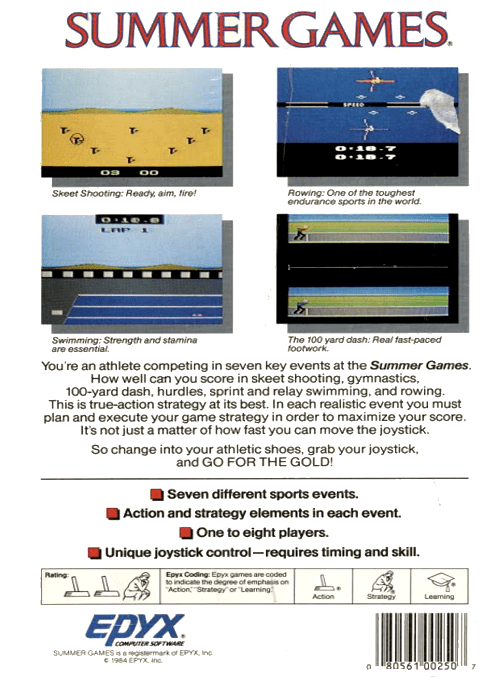 SUMMER GAMES®
03 00
Skeet Shooting: Ready, aim, fire!
SPEED
0:18.7
0:18.7
Rowing: One of the toughest
endurance sports in the world.
LAP 1
Swimming: Strength and stamina
are essential.
The 100 yard dash: Real fast-paced
footwork.
You're an athlete competing in seven key events at the Summer Games.
How well can you score in skeet shooting, gymnastics,
100-yard dash, hurdles, sprint and relay swimming, and rowing.
This is true-action strategy at its best. In each realistic event you must
plan and execute your game strategy in order to maximize your score.
It's not just a matter of how fast you can move the joystick.
So change into your athletic shoes, grab your joystick,
and GO FOR THE GOLD!
Seven different sports events.
Action and strategy elements in each event.
One to eight players.
Unique joystick control—requires timing and skill.
Rating:
Epyx Coding: Epyx games are coded
to indicate the degree of emphasis on
"Action," "Strategy" or "Learning."
Action
Strategy
Learning
EPYX®
COMPUTER SOFTWARE
SUMMER GAMES is a registermark of EPYX, Inc.
© 1984 EPYX, Inc.
0 80561 00250 7